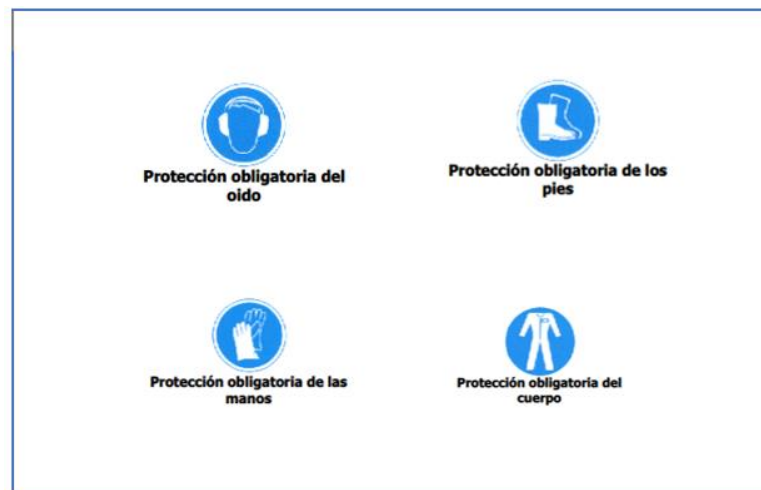 Protección obligatoria del
oido
Protección obligatoria de los
pies
Protección obligatoria de las
manos
Protección obligatoria del
cuerpo